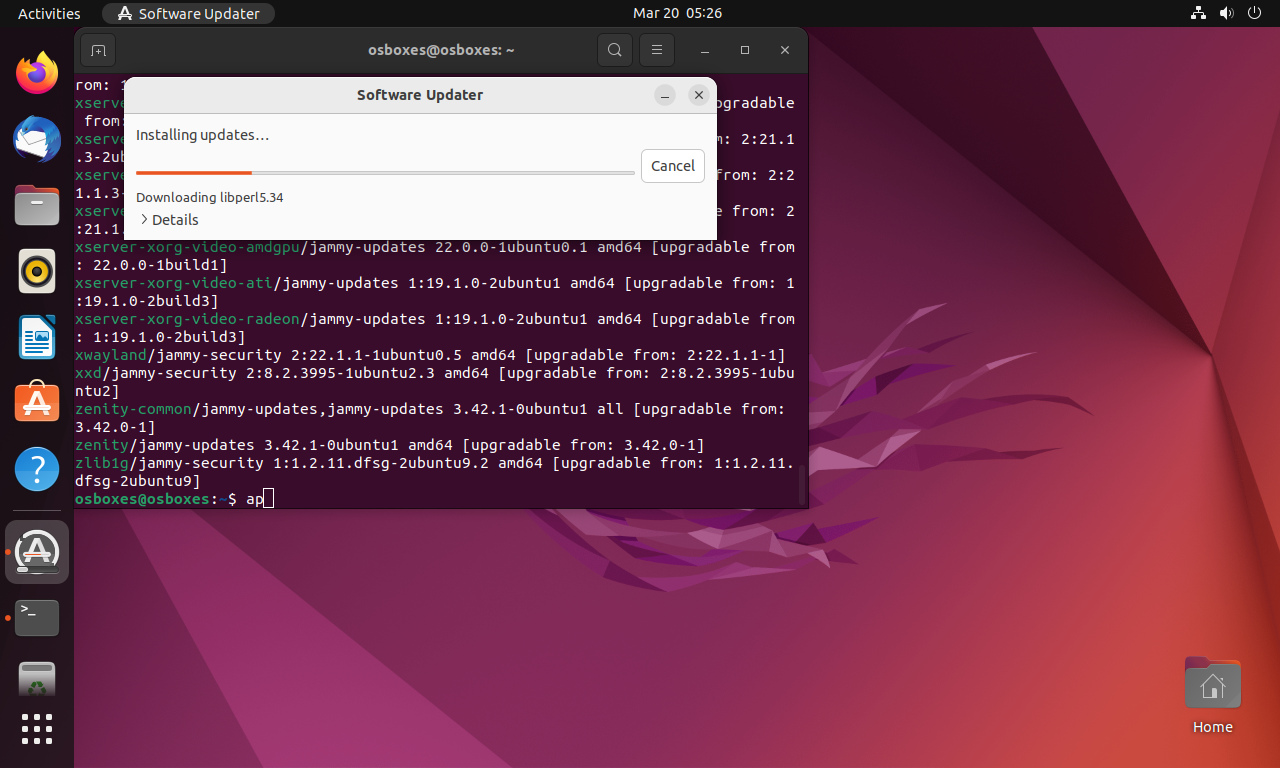 Activities
Software Updater
Mar 20 05:26
osboxes@osboxes: ~
rom: 1
xserver
pgradable
from:
xser
m: 2:21.1
.3-2ub
xser
from: 2:2
1.1.3-
xser
e from: 2
:21.1.
xserver-xorg-video-amdgpu/jammy-updates 22.0.0-1ubuntu0.1 amd64 [upgradable from
: 22.0.0-1build1]
xserver-xorg-video-ati/jammy-updates 1:19.1.0-2ubuntu1 amd64 [upgradable from: 1
:19.1.0-2build3]
xserver-xorg-video-radeon/jammy-updates 1:19.1.0-2ubuntu1 amd64 [upgradable from
: 1:19.1.0-2build3]
xwayland/jammy-security 2:22.1.1-1ubuntu0.5 amd64 [upgradable from: 2:22.1.1-1]
xxd/jammy-security 2:8.2.3995-1ubuntu2.3 amd64 [upgradable from: 2:8.2.3995-1ubu
ntu2]
zenity-common/jammy-updates,jammy-updates 3.42.1-0ubuntu1 all [upgradable from:
3.42.0-1]
zenity/jammy-updates 3.42.1-0ubuntu1 amd64 [upgradable from: 3.42.0-1]
zlib1g/jammy-security 1:1.2.11.dfsg-2ubuntu9.2 amd64 [upgradable from: 1:1.2.11.
dfsg-2ubuntu9]
osboxes@osboxes:~$ ap
Software Updater
Installing updates…
Cancel
Downloading libperl5.34
Details
Home